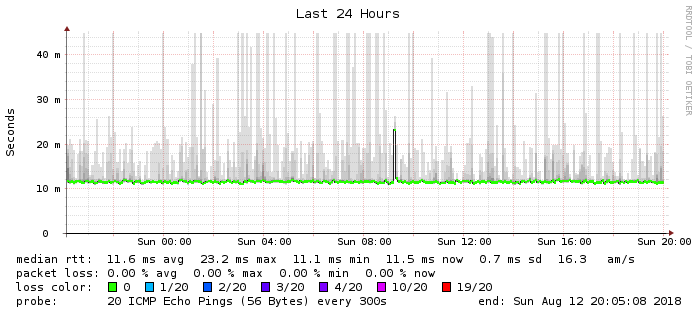 Last 24 Hours
RRDTOOL / TOBI OETIKER
Seconds
40 m
30 m
20 m
10 m
0
Sun 00:00 Sun 04:00 Sun 08:00 Sun 12:00 Sun 16:00 Sun 20:00
median rtt: 11.6 ms avg 23.2 ms max 11.1 ms min 11.5 ms now 0.7 ms sd 16.3 am/s
packet loss: 0.00 % avg 0.00 % max 0.00 % min 0.00 % now
loss color: 0 1/20 2/20 3/20 4/20 10/20 19/20
probe: 20 ICMP Echo Pings (56 Bytes) every 300s end: Sun Aug 12 20:05:08 2018